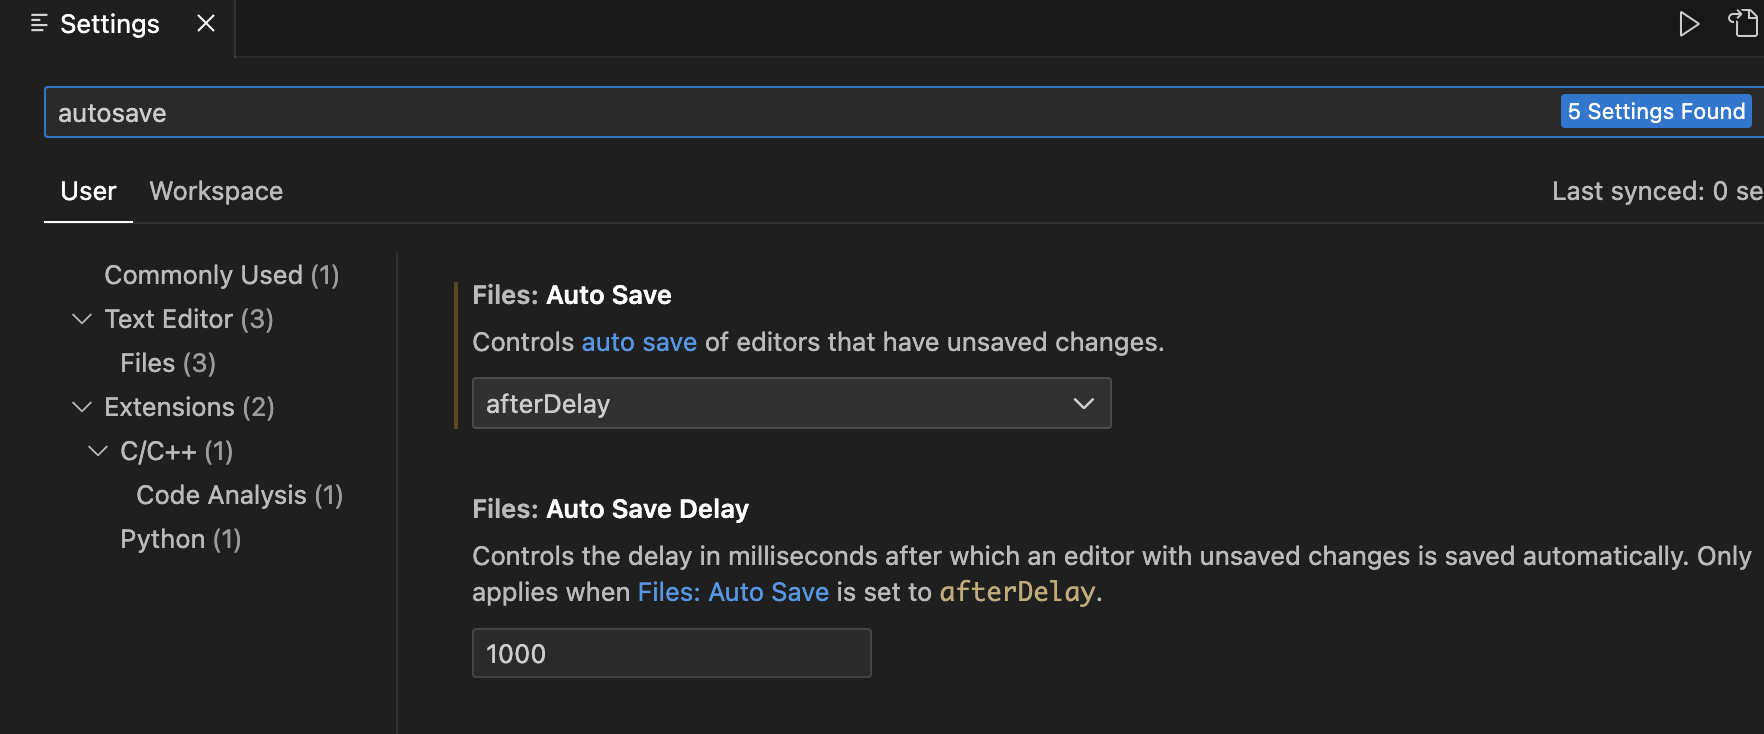 Settings
autosave
5 Settings Found
User Workspace
Last synced: 0 se
Commonly Used (1)
Text Editor (3)
Files (3)
Extensions (2)
C/C++ (1)
Code Analysis (1)
Python (1)
Files: Auto Save
Controls auto save of editors that have unsaved changes.
afterDelay
Files: Auto Save Delay
Controls the delay in milliseconds after which an editor with unsaved changes is saved automatically. Only
applies when Files: Auto Save is set to afterDelay.
1000